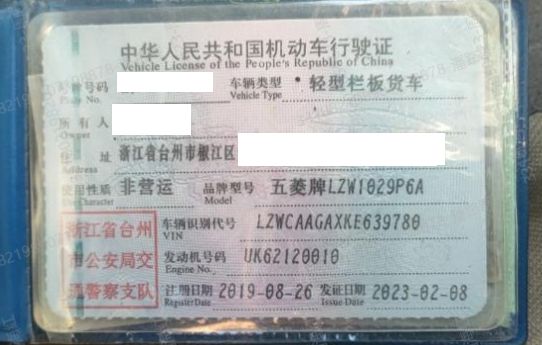 中华人民共和国机动车行驶证
Vehicle License of the People's Republic of China
号牌号码 车辆类型 轻型栏板货车
Plate No. Vehicle Type
所有人
Owner
住 址 浙江省台州市椒江区
Address
使用性质 非营运 品牌型号 五菱牌LZW1029P6A
Use Character Model
浙江省台州
市公安局交
通警察支队
车辆识别代号 LZWCAAGAXKE639780
VIN
发动机号码 UK62120010
Engine No.
注册日期 2019-08-26 发证日期 2023-02-08
Register Date Issue Date